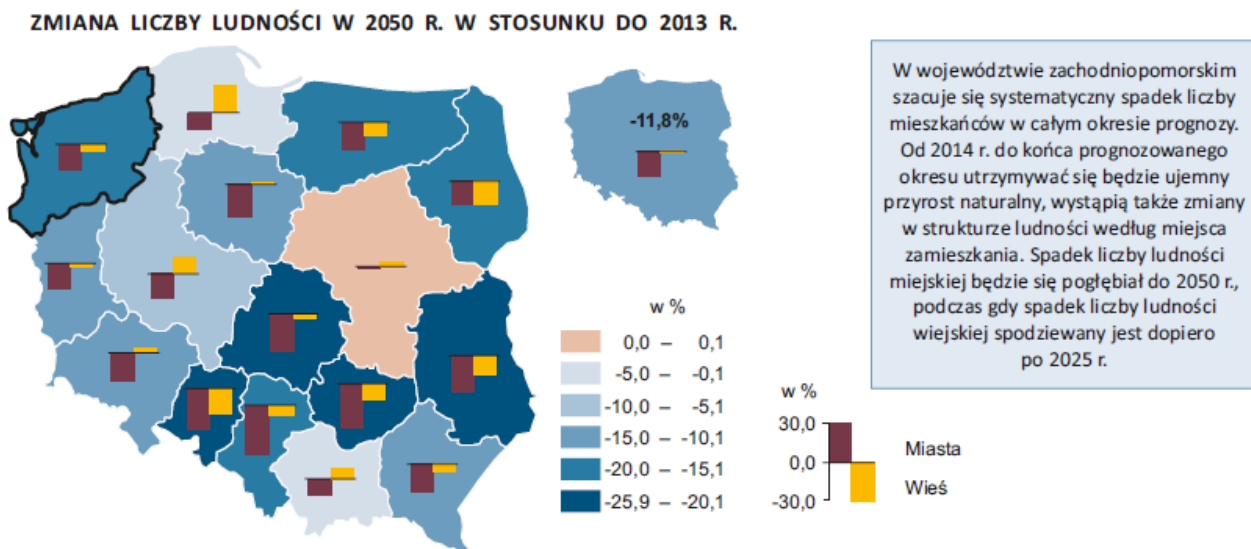 ZMIANA LICZBY LUDNOŚCI W 2050 R. W STOSUNKU DO 2013 R.
-11,8%
W województwie zachodniopomorskim
szacuje się systematyczny spadek liczby
mieszkańców w całym okresie prognozy.
Od 2014 r. do końca prognozowanego
okresu utrzymywać się będzie ujemny
przyrost naturalny, wystąpią także zmiany
w strukturze ludności według miejsca
zamieszkania. Spadek liczby ludności
miejskiej będzie się pogłębiał do 2050 r.,
podczas gdy spadek liczby ludności
wiejskiej spodziewany jest dopiero
po 2025 r.
w %
0,0 – 0,1
-5,0 – -0,1
-10,0 – -5,1
-15,0 – -10,1
-20,0 – -15,1
-25,9 – -20,1
w %
30,0
0,0
-30,0
Miasta
Wieś